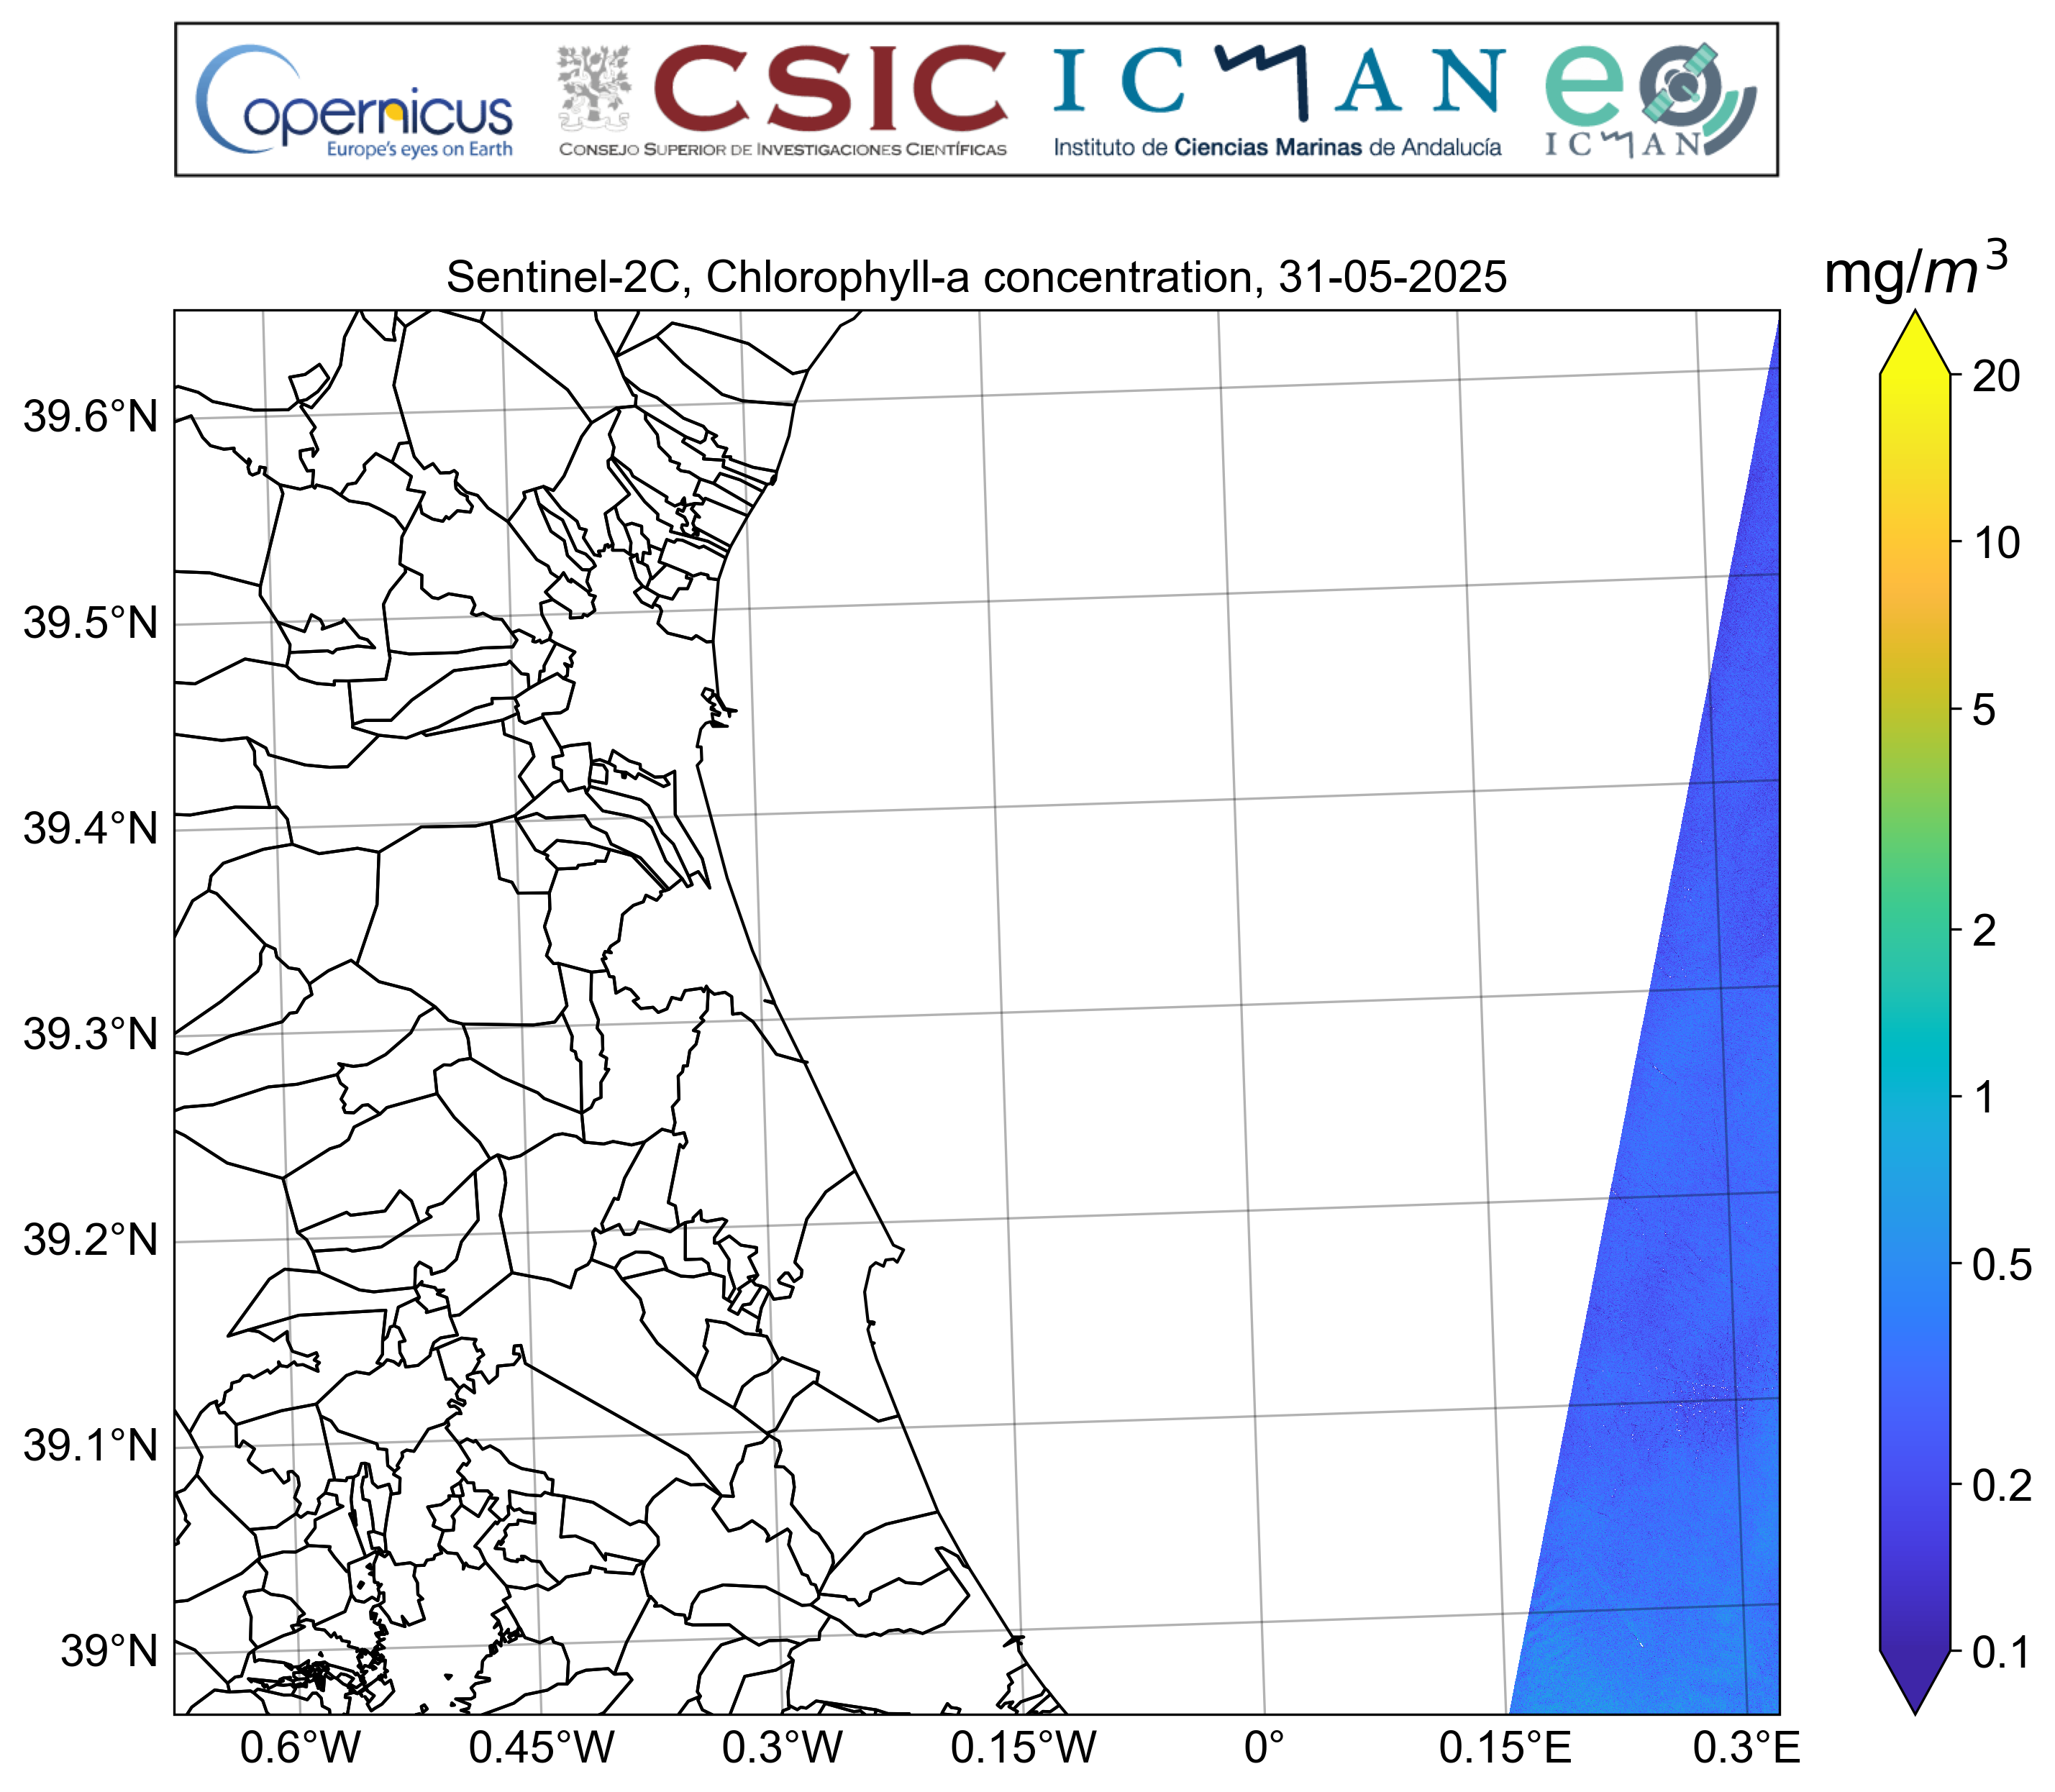 Copernicus
Europe's eyes on Earth
CSIC
CONSEJO SUPERIOR DE INVESTIGACIONES CIENTÍFICAS
ICMAN
Instituto de Ciencias Marinas de Andalucía
eo
ICMAN
Sentinel-2C, Chlorophyll-a concentration, 31-05-2025
mg/m³
39.6°N
39.5°N
39.4°N
39.3°N
39.2°N
39.1°N
39°N
0.6°W
0.45°W
0.3°W
0.15°W
0°
0.15°E
0.3°E
20
10
5
2
1
0.5
0.2
0.1